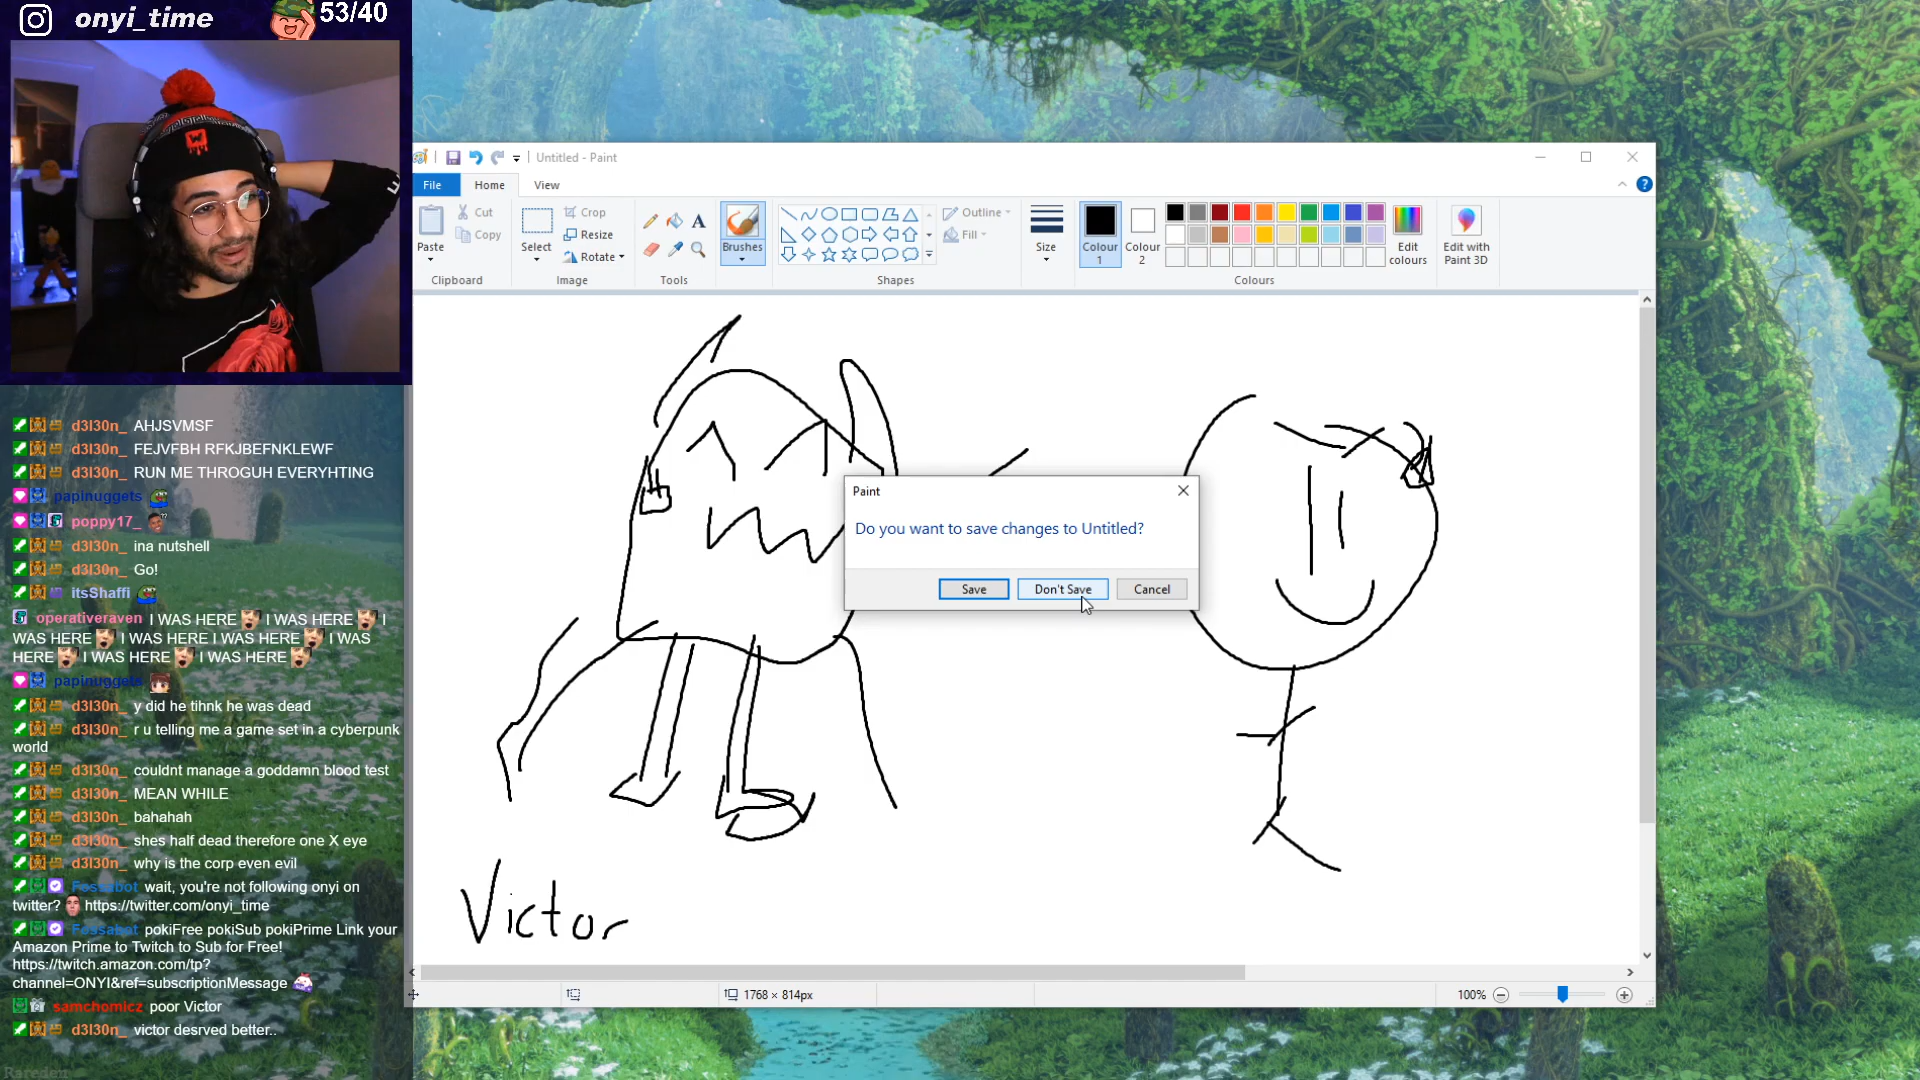 onyi_time
53/40
d3l30n_ AHJSVMSF
d3l30n_ FEJVFBH RFKJBEFNKLEWF
d3l30n_ RUN ME THROGUH EVERYHTING
papinuggets
poppy17_
d3l30n_ ina nutshell
d3l30n_ Go!
itsShaffi
operativeraven I WAS HERE I WAS HERE I
WAS HERE I WAS HERE I WAS HERE I WAS
HERE I WAS HERE I WAS HERE
papinuggets
d3l30n_ y did he tihnk he was dead
d3l30n_ r u telling me a game set in a cyberpunk
world
d3l30n_ couldnt manage a goddamn blood test
d3l30n_ MEAN WHILE
d3l30n_ bahahah
d3l30n_ shes half dead therefore one X eye
d3l30n_ why is the corp even evil
Fossabot wait, you're not following onyi on
twitter? https://twitter.com/onyi_time
Fossabot pokiFree pokiSub pokiPrime Link your
Amazon Prime to Twitch to Sub for Free!
https://twitch.amazon.com/tp?
channel=ONYI&ref=subscriptionMessage
samchomicz poor Victor
d3l30n_ victor desrved better..
Rareden
Untitled - Paint
File Home View
Paste
Cut
Copy
Clipboard
Select
Crop
Resize
Rotate
Image
A
Tools
Brushes
Outline
Fill
Shapes
Size
Colour
1
Colour
2
Edit
colours
Colours
Edit with
Paint 3D
Paint
Do you want to save changes to Untitled?
Save Don't Save Cancel
Victor
1768 × 814px
100%